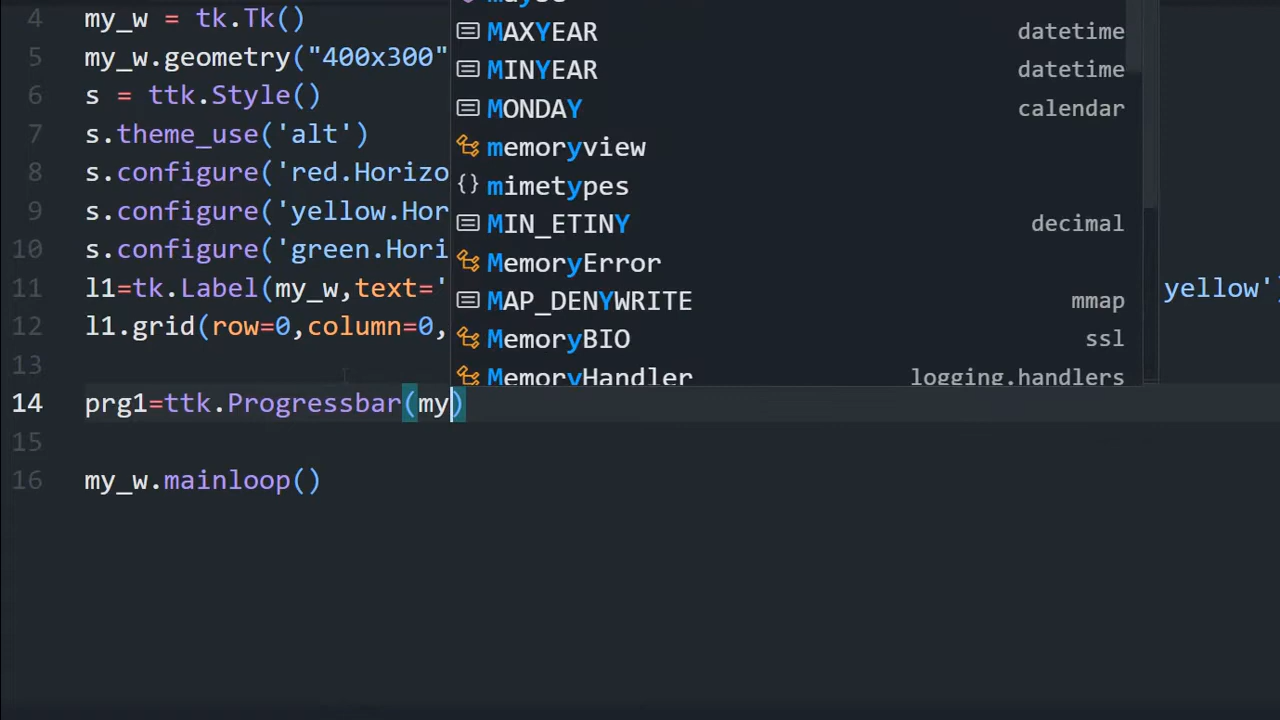 4 my_w = tk.Tk()
5 my_w.geometry("400x300"
6 s = ttk.Style()
7 s.theme_use('alt')
8 s.configure('red.Horizo
9 s.configure('yellow.Hor
10 s.configure('green.Hori
11 l1=tk.Label(my_w,text=' yellow',
12 l1.grid(row=0,column=0,
13
14 prg1=ttk.Progressbar(my)
15
16 my_w.mainloop()
MAXYEAR datetime
MINYEAR datetime
MONDAY calendar
memoryview
mimetypes
MIN_ETINY decimal
MemoryError
MAP_DENYWRITE mmap
MemoryBIO ssl
MemoryHandler logging.handlers